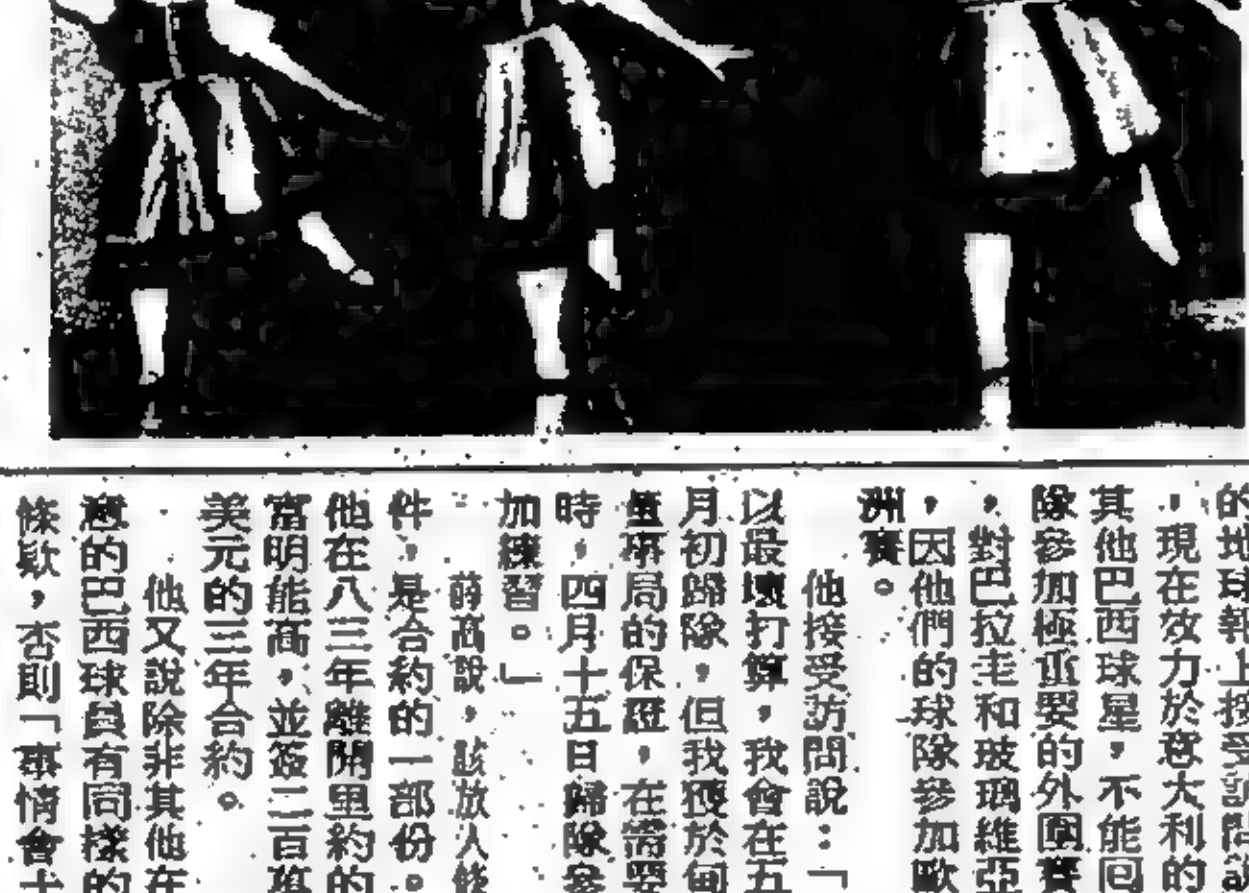 的地球報上接受訪問說
，現在效力於意大利的
其他巴西球星，不能回
隊參加極重要的外圍賽
，對巴拉圭和玻璃維亞
，因他們的球隊參加歐
洲賽。
他接受訪問說：「
以最壞打算，我會在五
月初歸隊，但我獲於甸
軍事局的保證，在需要
時，四月十五日歸隊參
加練習。」
薛高說，該放人條
件，是合約的一部份。
他在八三年離開里約的
富明能高，並簽二百萬
美元的三年合約。
他又說除非其他在
意的巴西球員有同樣的
條款，否則「事情會十